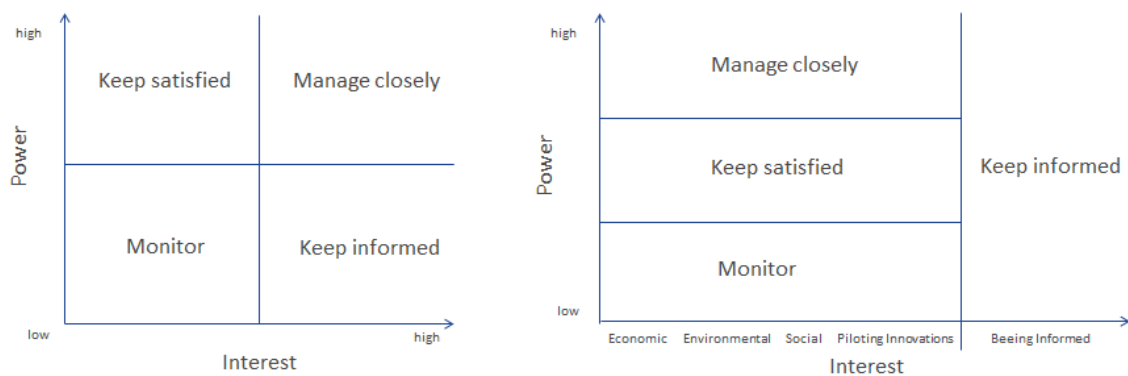 high
Keep satisfied
Manage closely
Power
Monitor
Keep informed
low
high
Interest
high
Manage closely
Power
Keep satisfied
Keep informed
Monitor
low
Economic
Environmental
Social
Piloting Innovations
Beeing Informed
Interest